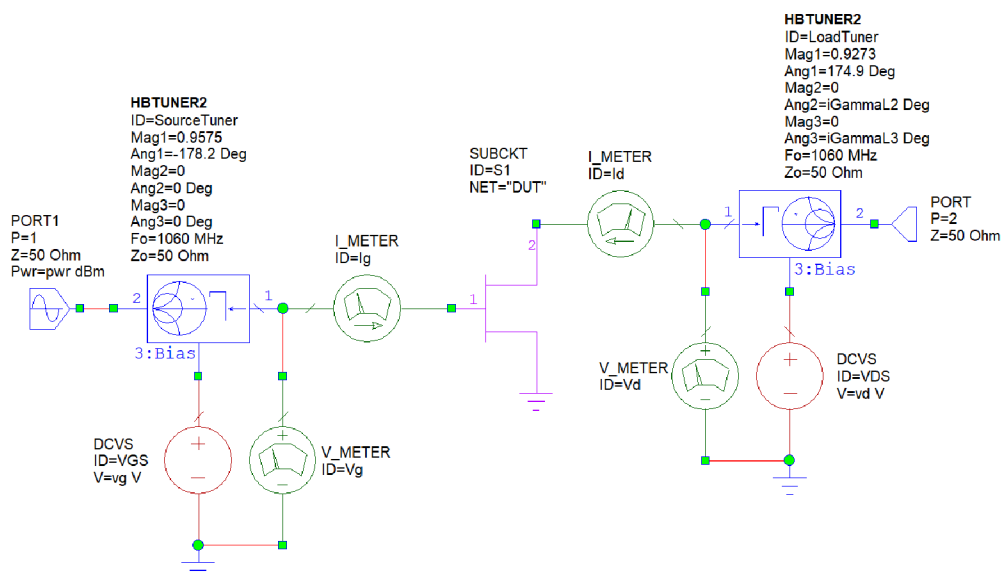 HBTUNER2
ID=LoadTuner
Mag1=0.9273
Ang1=174.9 Deg
Mag2=0
Ang2=iGammaL2 Deg
Mag3=0
Ang3=iGammaL3 Deg
Fo=1060 MHz
Zo=50 Ohm
HBTUNER2
ID=SourceTuner
Mag1=0.9575
Ang1=-178.2 Deg
Mag2=0
Ang2=0 Deg
Mag3=0
Ang3=0 Deg
Fo=1060 MHz
Zo=50 Ohm
SUBCKT
ID=S1
NET="DUT"
I_METER
ID=Id
PORT
P=2
Z=50 Ohm
PORT1
P=1
Z=50 Ohm
Pwr=pwr dBm
I_METER
ID=Ig
2
1
2
3:Bias
2
1
3:Bias
1
V_METER
ID=Vd
DCVS
ID=VDS
V=vd V
DCVS
ID=VGS
V=vg V
V_METER
ID=Vg